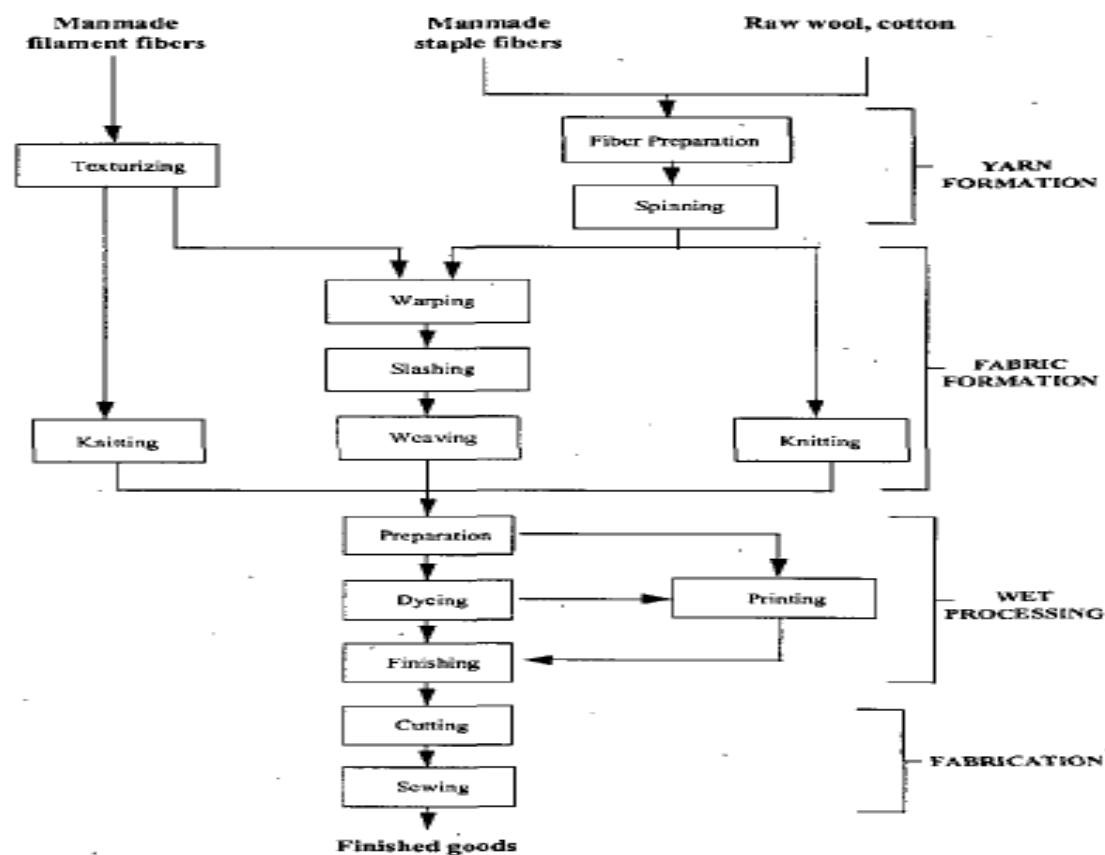 Manmade
filament fibers
Manmade
staple fibers
Raw wool, cotton
Fiber Preparation
Texturizing
YARN
FORMATION
Spinning
Warping
Slashing
FABRIC
FORMATION
Knitting
Weaving
Knitting
Preparation
Dyeing
Printing
WET
PROCESSING
Finishing
Cutting
FABRICATION
Sewing
Finished goods